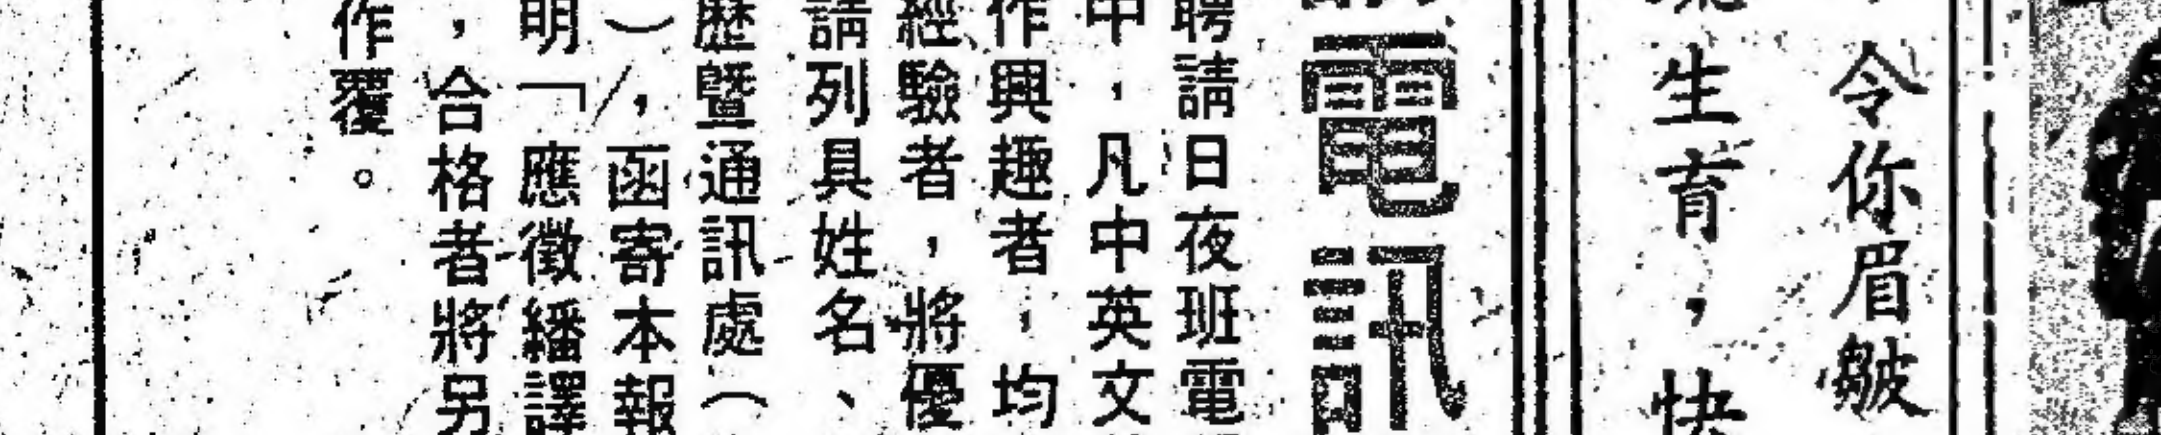 令你眉皺
生育，快
電訊
聘請日夜班電
中，凡中英文
作興趣者，均
經驗者，將優
請列具姓名、
歷暨通訊處（
），函寄本報
明「應徵繙譯
，合格者將另
作覆。